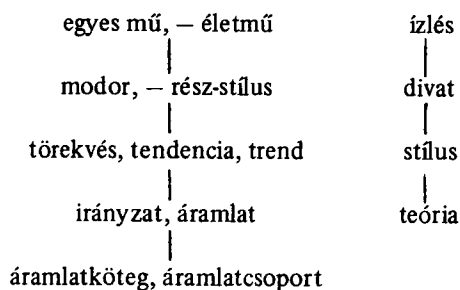 egyes mű, – életmű ízlés
modor, – rész-stílus divat
törekvés, tendencia, trend stílus
irányzat, áramlat teória
áramlatköteg, áramlatcsoport